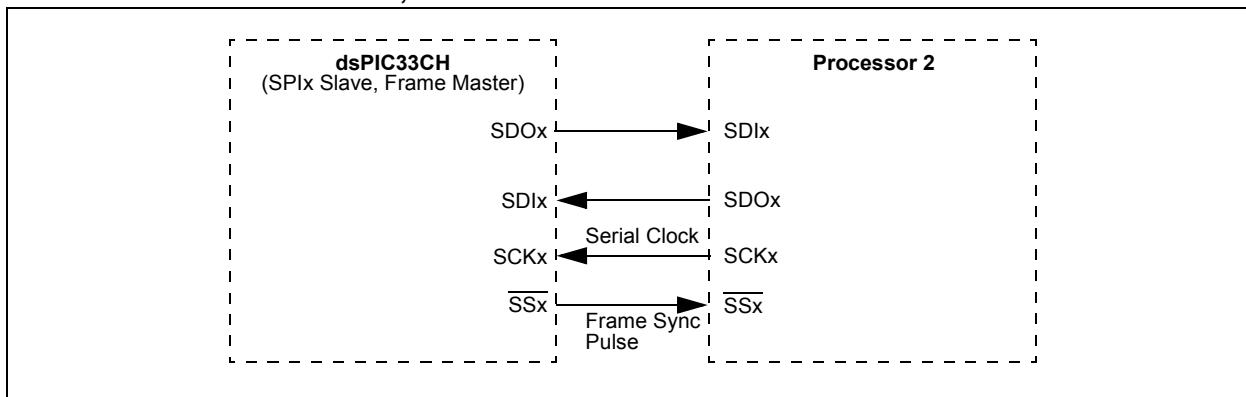 dsPIC33CH
(SPIx Slave, Frame Master)
Processor 2
SDOx
SDIx
SDIx
SDOx
Serial Clock
SCKx
SCKx
SSx
SSx
Frame Sync
Pulse